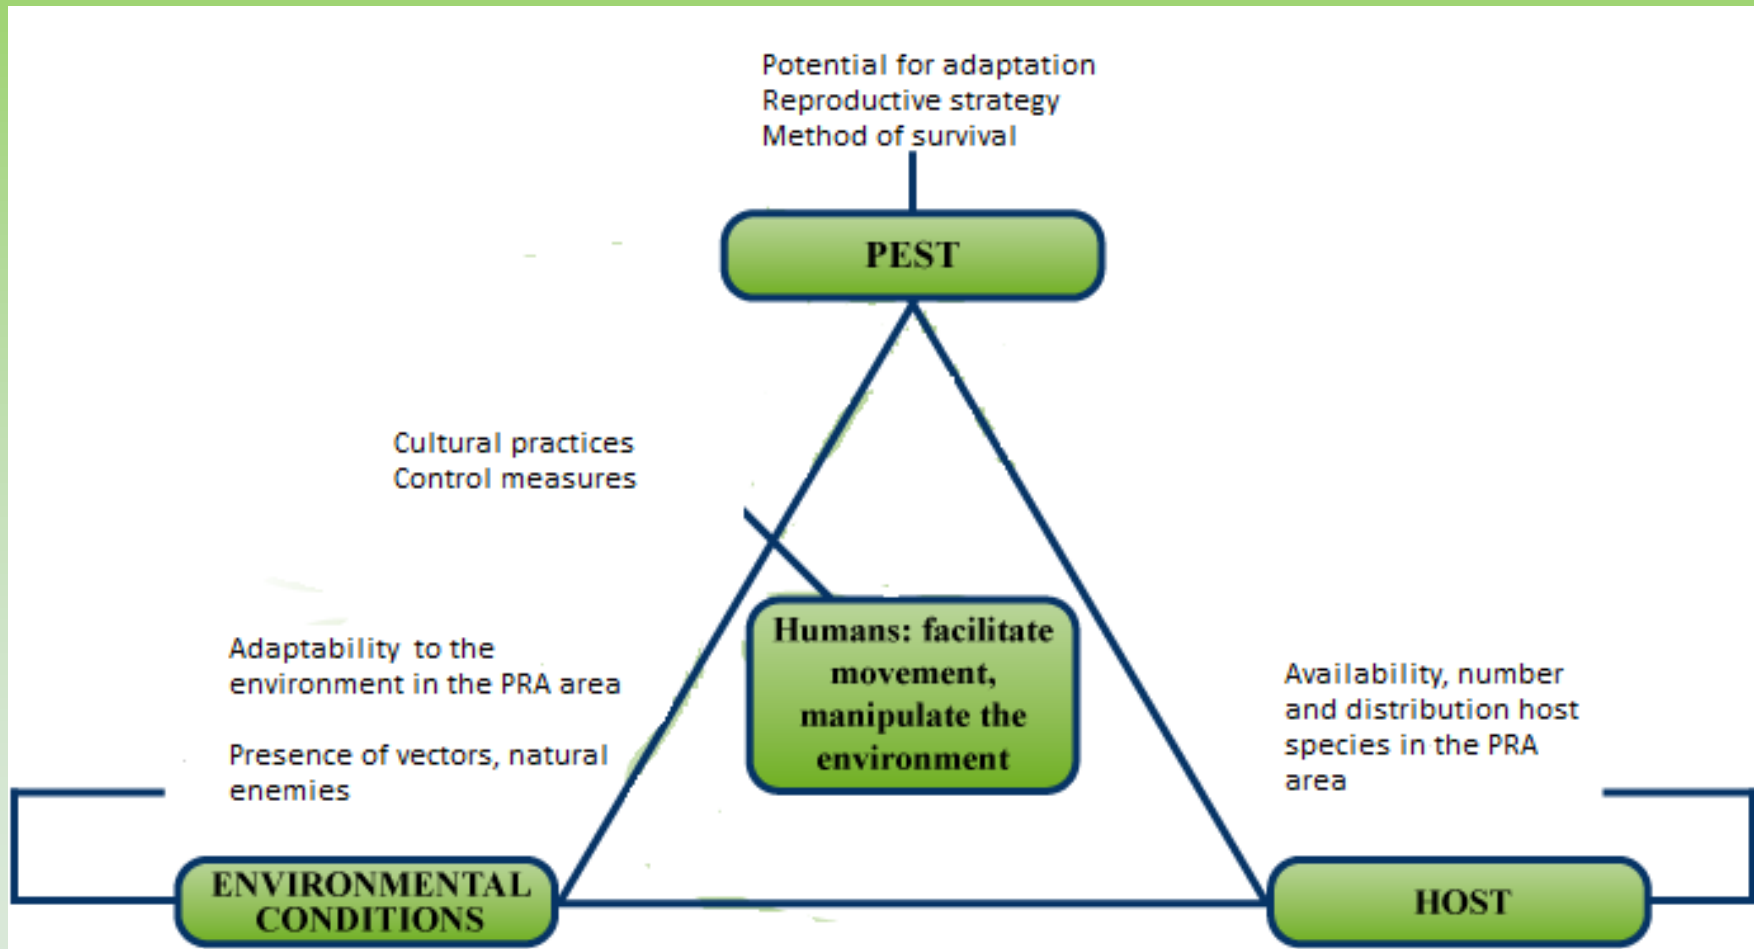 Potential for adaptation
Reproductive strategy
Method of survival
PEST
Cultural practices
Control measures
Humans: facilitate
movement,
manipulate the
environment
Adaptability to the
environment in the PRA area
Presence of vectors, natural
enemies
Availability, number
and distribution host
species in the PRA
area
ENVIRONMENTAL
CONDITIONS
HOST